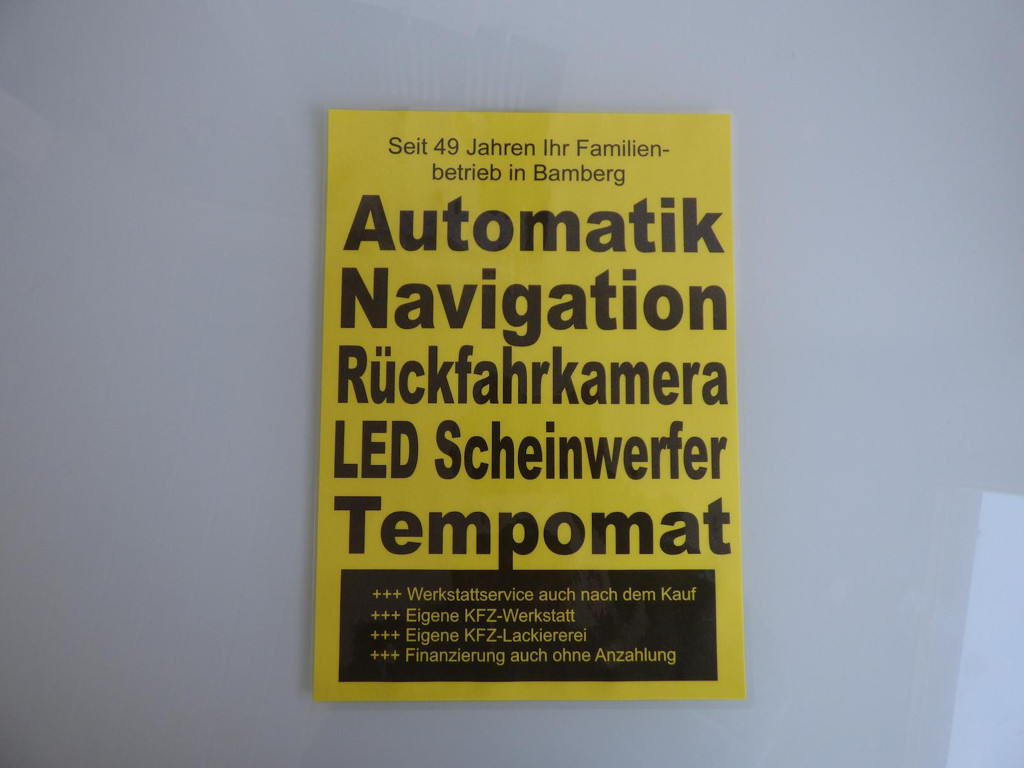 Seit 49 Jahren Ihr Familien-
betrieb in Bamberg
Automatik
Navigation
Rückfahrkamera
LED Scheinwerfer
Tempomat
+++ Werkstattservice auch nach dem Kauf
+++ Eigene KFZ-Werkstatt
+++ Eigene KFZ-Lackiererei
+++ Finanzierung auch ohne Anzahlung